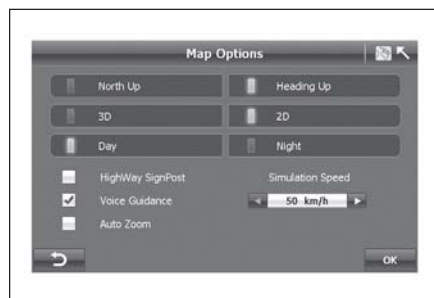 Map Options
North Up
Heading Up
3D
2D
Day
Night
HighWay SignPost
Simulation Speed
Voice Guidance
50 km/h
Auto Zoom
OK